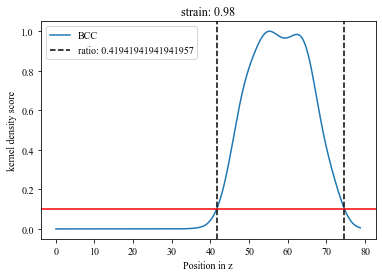 strain: 0.98
BCC
ratio: 0.41941941941941957
kernel density score
1.0
0.8
0.6
0.4
0.2
0.0
0 10 20 30 40 50 60 70 80
Position in z